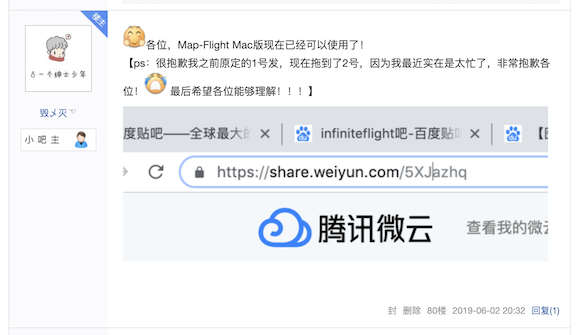 楼主
各位，Map-Flight Mac版现在已经可以使用了！
【ps：很抱歉我之前原定的1号发，现在拖到了2号，因为我最近实在是太忙了，非常抱歉各
位！ 最后希望各位能够理解！！！】
占一个绅士少年
毁メ灭
小吧主
度贴吧——全球最大的
infiniteflight吧-百度贴吧
https://share.weiyun.com/5XJazhq
腾讯微云
查看我的微云
封 删除 80楼 2019-06-02 20:32 回复(1)